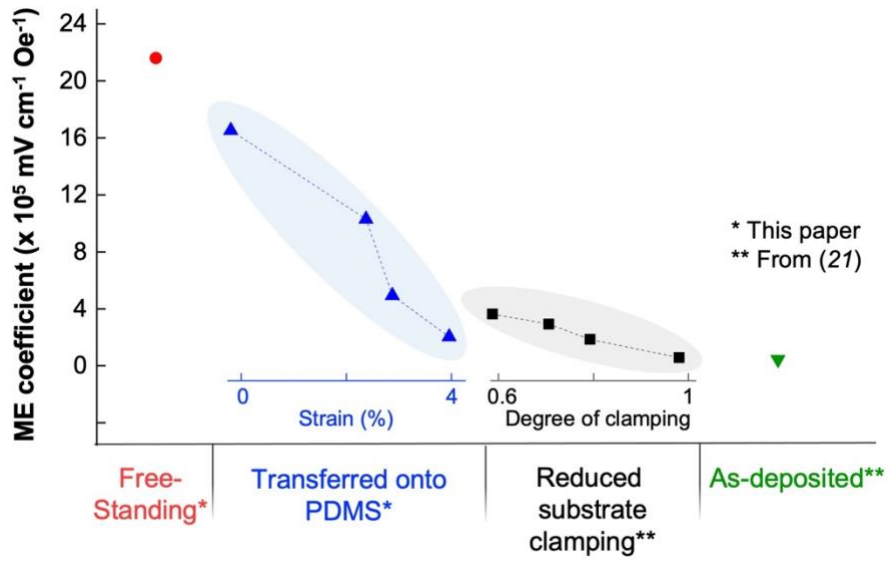 ME coefficient (x 10⁵ mV cm⁻¹ Oe⁻¹)
24
20
16
12
8
4
0
* This paper
** From (21)
0
4
Strain (%)
0.6
1
Degree of clamping
Free-
Standing*
Transferred onto
PDMS*
Reduced
substrate
clamping**
As-deposited**